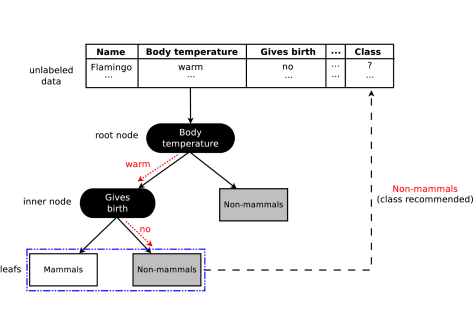 Name Body temperature Gives birth ... Class
Flamingo warm no ... ?
... ... ... ... ...
unlabeled
data
root node
Body
temperature
warm
inner node
Gives
birth
Non-mammals
no
Non-mammals
(class recommended)
leafs
Mammals
Non-mammals